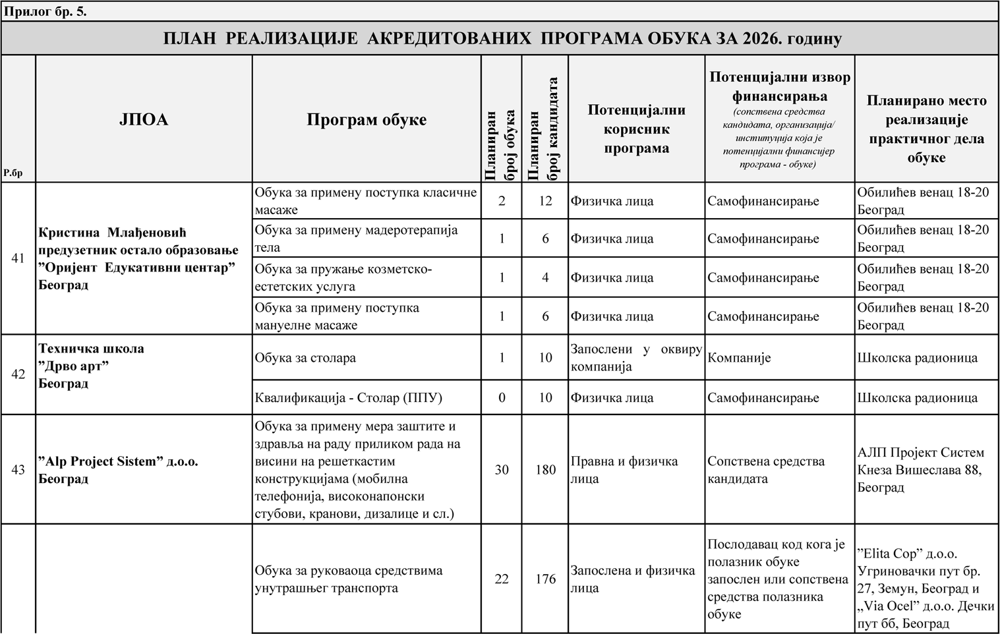 Прилог бр. 5.
ПЛАН РЕАЛИЗАЦИЈЕ АКРЕДИТОВАНИХ ПРОГРАМА ОБУКА ЗА 2026. годину
Р.бр
ЈПОА
Програм обуке
Планиран
број обука
Планиран
број кандидата
Потенцијални
корисник
програма
Потенцијални извор
финансирања
(сопствена средства
кандидата, организација/
институција која је
потенцијални финансијер
програма - обуке)
Планирано место
реализације
практичног дела
обуке
41
Кристина Млађеновић
предузетник остало образовање
”Оријент Едукативни центар”
Београд
Обука за примену поступка класичне
масаже
2
12
Физичка лица
Самофинансирање
Обилићев венац 18-20
Београд
Обука за примену мадеротерапија
тела
1
6
Физичка лица
Самофинансирање
Обилићев венац 18-20
Београд
Обука за пружање козметско-
естетских услуга
1
4
Физичка лица
Самофинансирање
Обилићев венац 18-20
Београд
Обука за примену поступка
мануелне масаже
1
6
Физичка лица
Самофинансирање
Обилићев венац 18-20
Београд
42
Техничка школа
”Дрво арт”
Београд
Обука за столара
1
10
Запослени у оквиру
компанија
Компаније
Школска радионица
Квалификација - Столар (ППУ)
0
10
Физичка лица
Самофинансирање
Школска радионица
43
”Alp Project Sistem” д.о.о.
Београд
Обука за примену мера заштите и
здравља на раду приликом рада на
висини на решеткастим
конструкцијама (мобилна
телефонија, високонапонски
стубови, кранови, дизалице и сл.)
30
180
Правна и физичка
лица
Сопствена средства
кандидата
АЛП Пројект Систем
Кнеза Вишеслава 88,
Београд
Обука за руковаоца средствима
унутрашњег транспорта
22
176
Запослена и физичка
лица
Послодавац код кога је
полазник обуке
запослен или сопствена
средства полазника
обуке
”Elita Cop” д.о.о.
Угриновачки пут бр.
27, Земун, Београд и
„Via Ocel” д.о.о. Дечки
пут бб, Београд